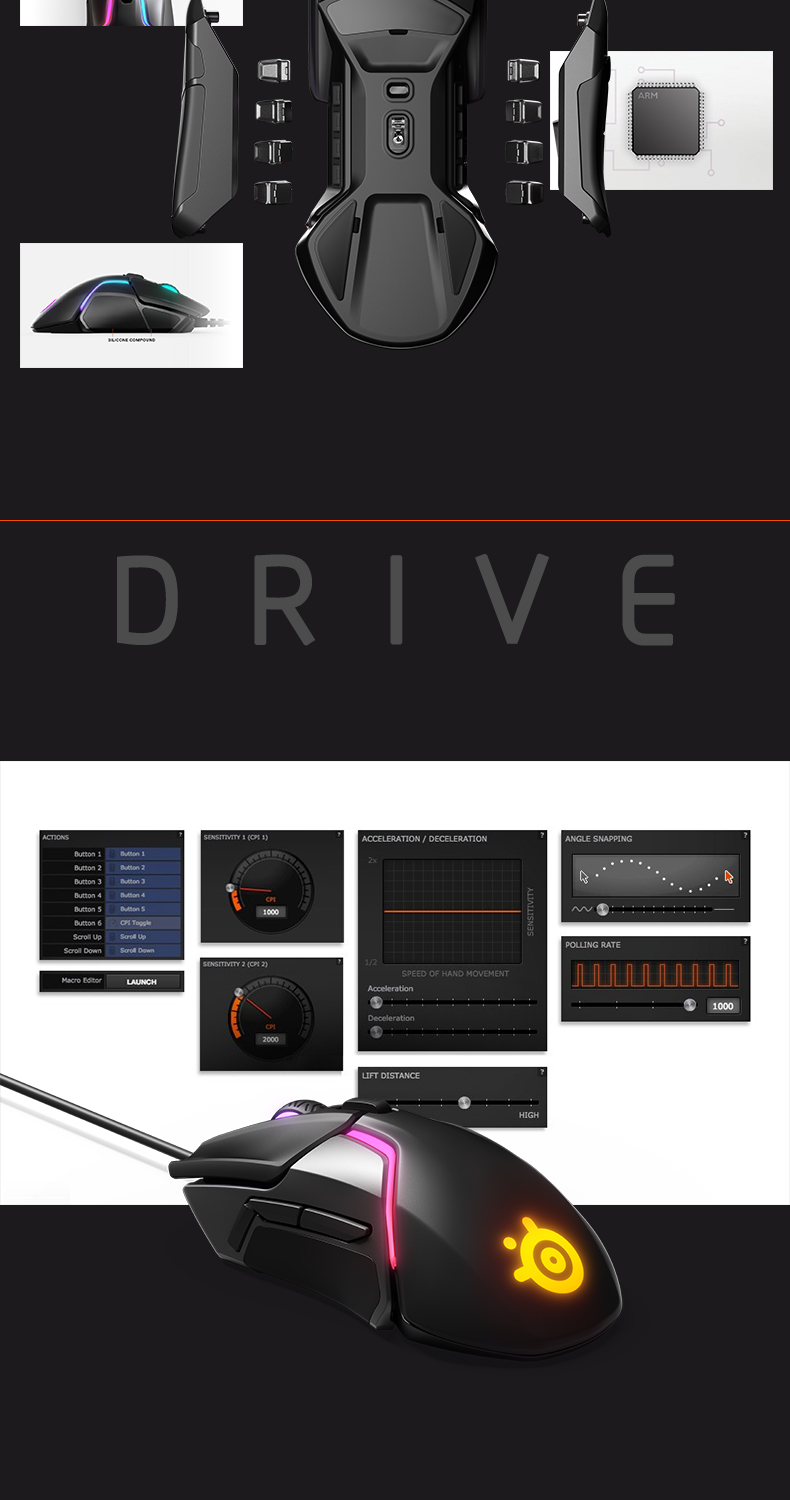 ARM
SILICONE COMPOUND
DRIVE
ACTIONS ?
Button 1 Button 1
Button 2 Button 2
Button 3 Button 3
Button 4 Button 4
Button 5 Button 5
Button 6 CPI Toggle
Scroll Up Scroll Up
Scroll Down Scroll Down
Macro Editor LAUNCH
SENSITIVITY 1 (CPI 1) ?
CPI
1000
SENSITIVITY 2 (CPI 2) ?
CPI
2000
ACCELERATION / DECELERATION ?
2x
SENSITIVITY
1/2
SPEED OF HAND MOVEMENT
Acceleration
Deceleration
LIFT DISTANCE ?
HIGH
ANGLE SNAPPING ?
POLLING RATE ?
1000